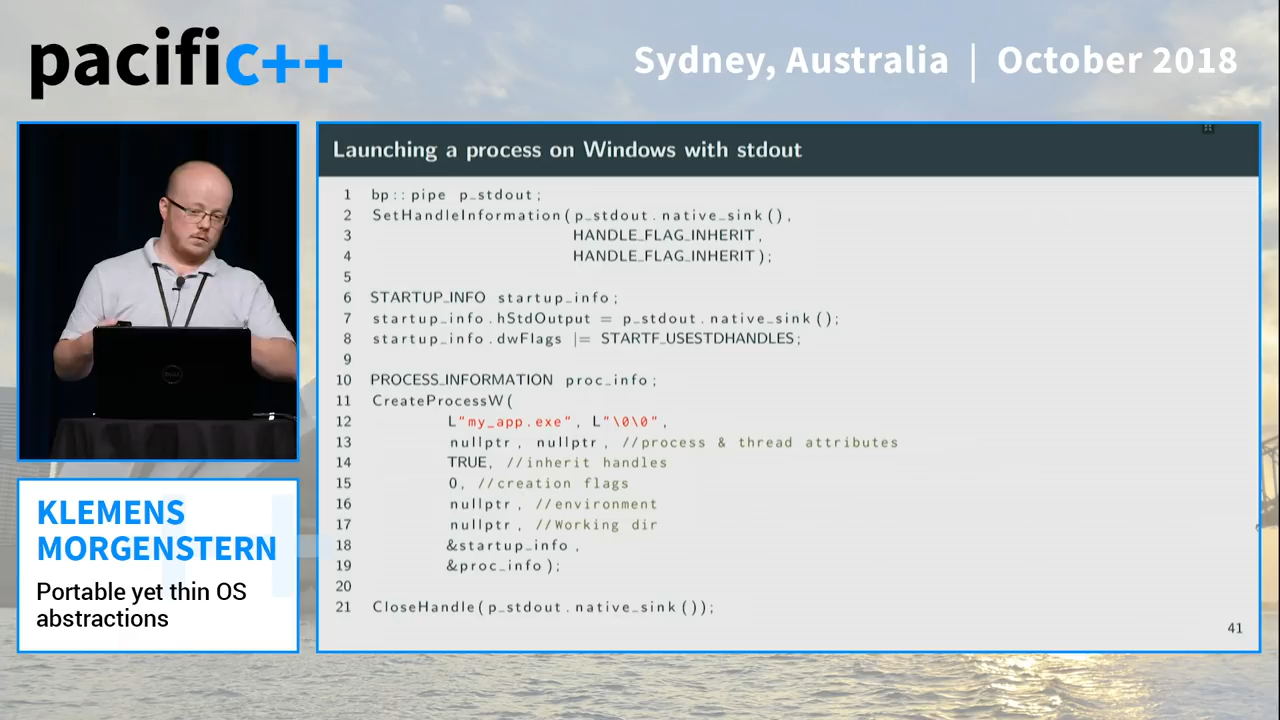 pacific++
Sydney, Australia | October 2018
Launching a process on Windows with stdout
1 bp::pipe p_stdout;
2 SetHandleInformation(p_stdout.native_sink(),
3 HANDLE_FLAG_INHERIT,
4 HANDLE_FLAG_INHERIT);
5
6 STARTUP_INFO startup_info;
7 startup_info.hStdOutput = p_stdout.native_sink();
8 startup_info.dwFlags |= STARTF_USESTDHANDLES;
9
10 PROCESS_INFORMATION proc_info;
11 CreateProcessW(
12 L"my_app.exe", L"\0\0",
13 nullptr, nullptr, //process & thread attributes
14 TRUE, //inherit handles
15 0, //creation flags
16 nullptr, //environment
17 nullptr, //Working dir
18 &startup_info,
19 &proc_info);
20
21 CloseHandle(p_stdout.native_sink());
41
KLEMENS
MORGENSTERN
Portable yet thin OS
abstractions